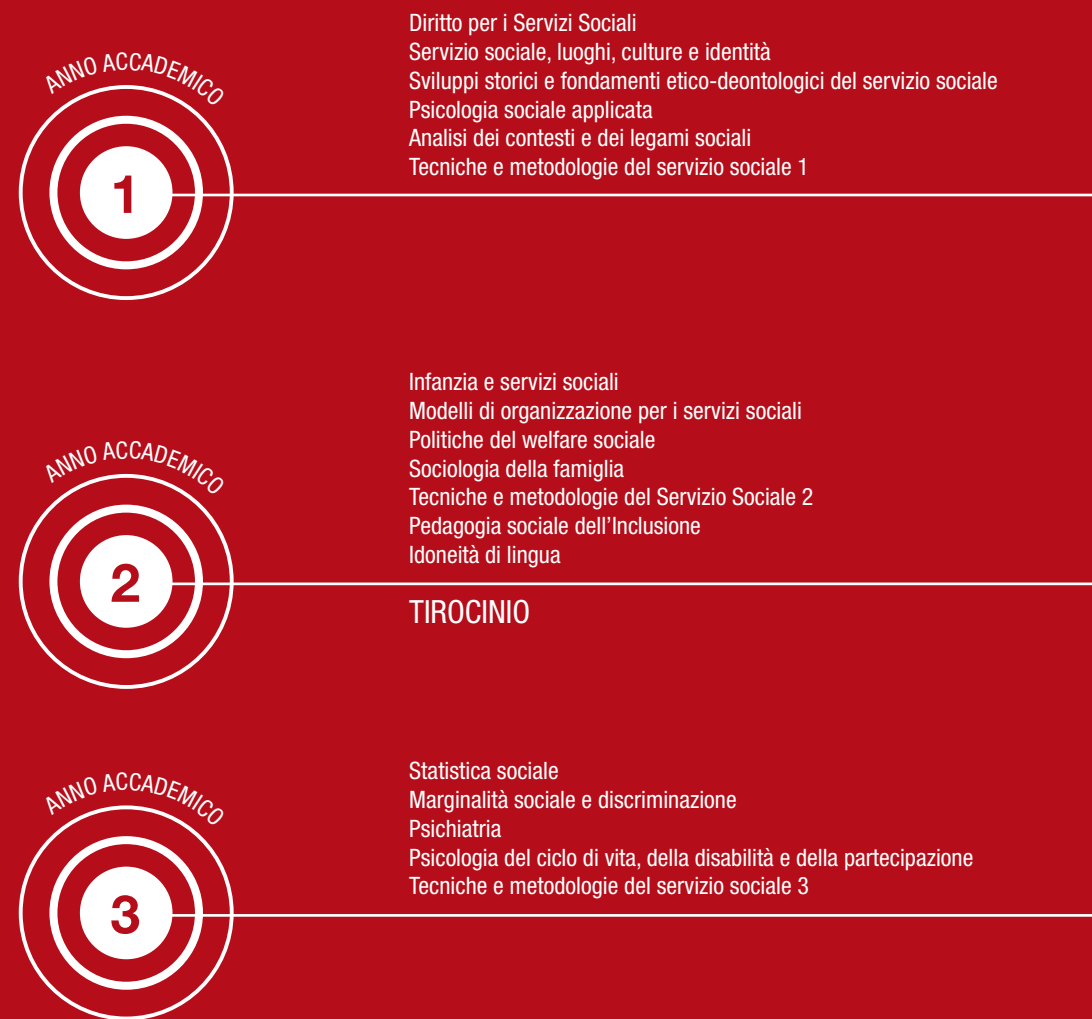 ANNO ACCADEMICO
1
Diritto per i Servizi Sociali
Servizio sociale, luoghi, culture e identità
Sviluppi storici e fondamenti etico-deontologici del servizio sociale
Psicologia sociale applicata
Analisi dei contesti e dei legami sociali
Tecniche e metodologie del servizio sociale 1
ANNO ACCADEMICO
2
Infanzia e servizi sociali
Modelli di organizzazione per i servizi sociali
Politiche del welfare sociale
Sociologia della famiglia
Tecniche e metodologie del Servizio Sociale 2
Pedagogia sociale dell’Inclusione
Idoneità di lingua
TIROCINIO
ANNO ACCADEMICO
3
Statistica sociale
Marginalità sociale e discriminazione
Psichiatria
Psicologia del ciclo di vita, della disabilità e della partecipazione
Tecniche e metodologie del servizio sociale 3